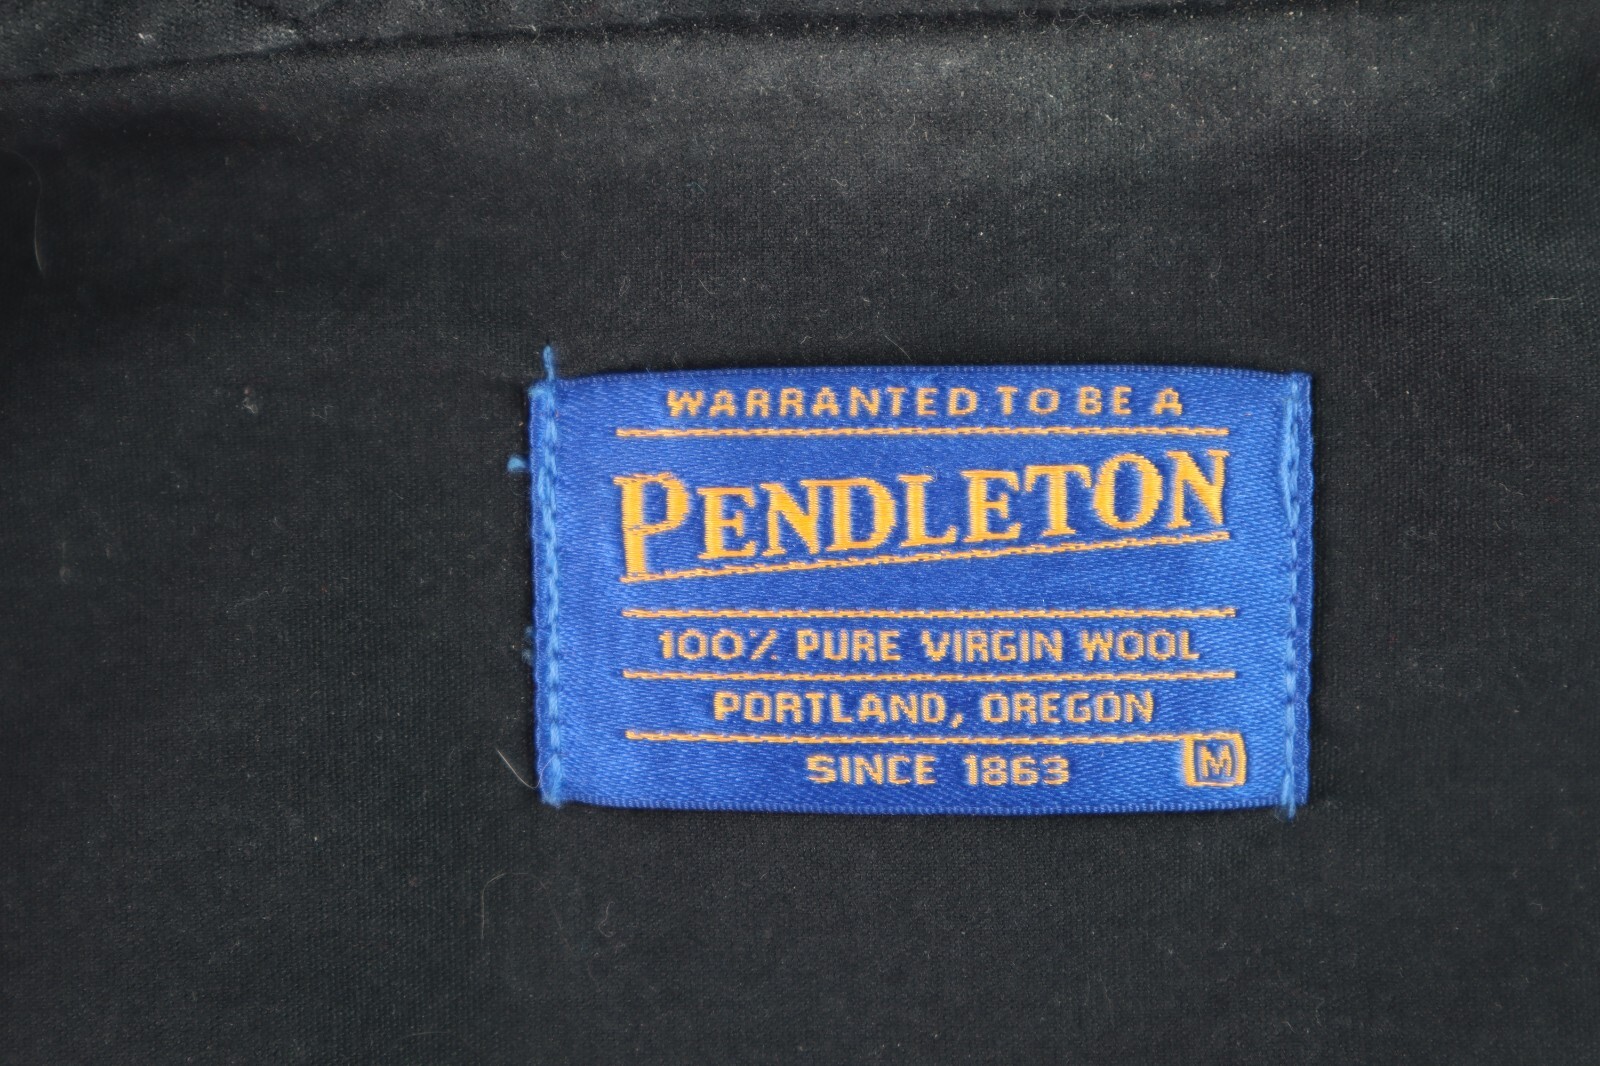 WARRANTED TO BE A
PENDLETON
100% PURE VIRGIN WOOL
PORTLAND, OREGON
SINCE 1863
M